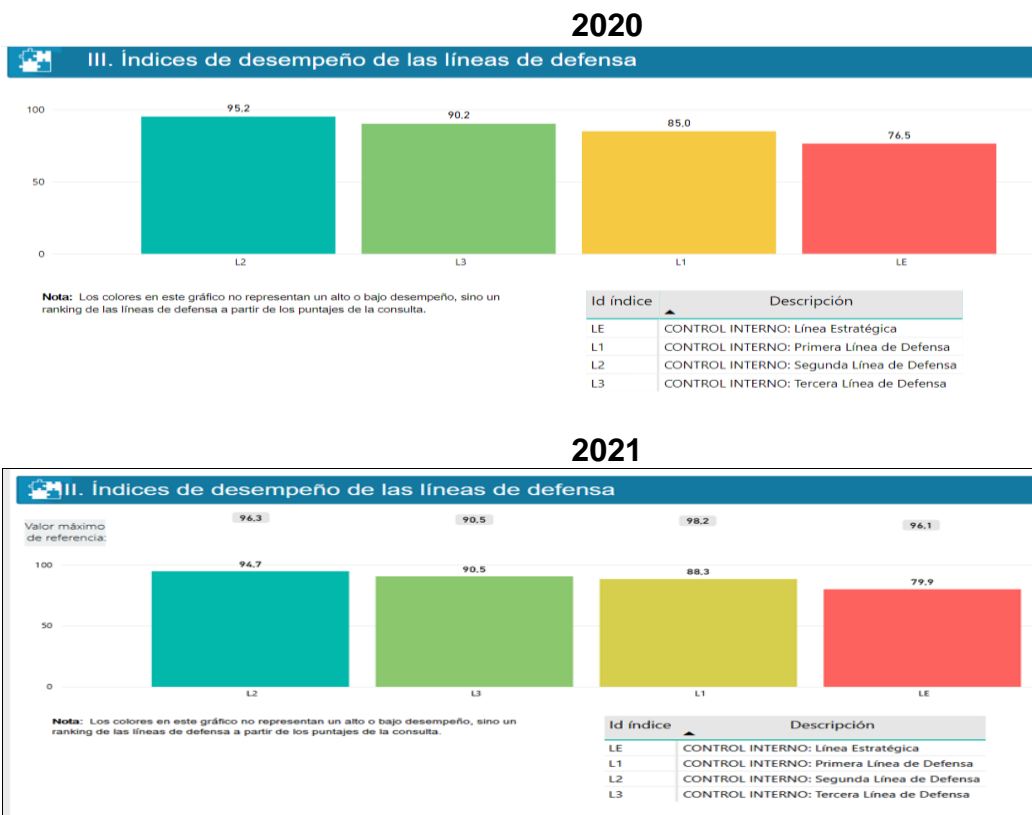 2020
III. Índices de desempeño de las líneas de defensa
100
50
0
95.2
90.2
85.0
76.5
L2
L3
L1
LE
Nota: Los colores en este gráfico no representan un alto o bajo desempeño, sino un
ranking de las líneas de defensa a partir de los puntajes de la consulta.
Id índice Descripción
LE CONTROL INTERNO: Línea Estratégica
L1 CONTROL INTERNO: Primera Línea de Defensa
L2 CONTROL INTERNO: Segunda Línea de Defensa
L3 CONTROL INTERNO: Tercera Línea de Defensa
2021
II. Índices de desempeño de las líneas de defensa
Valor máximo
de referencia:
96,3
90,5
98,2
96,1
100
50
0
94,7
90,5
88,3
79,9
L2
L3
L1
LE
Nota: Los colores en este gráfico no representan un alto o bajo desempeño, sino un
ranking de las líneas de defensa a partir de los puntajes de la consulta.
Id índice Descripción
LE CONTROL INTERNO: Línea Estratégica
L1 CONTROL INTERNO: Primera Línea de Defensa
L2 CONTROL INTERNO: Segunda Línea de Defensa
L3 CONTROL INTERNO: Tercera Línea de Defensa